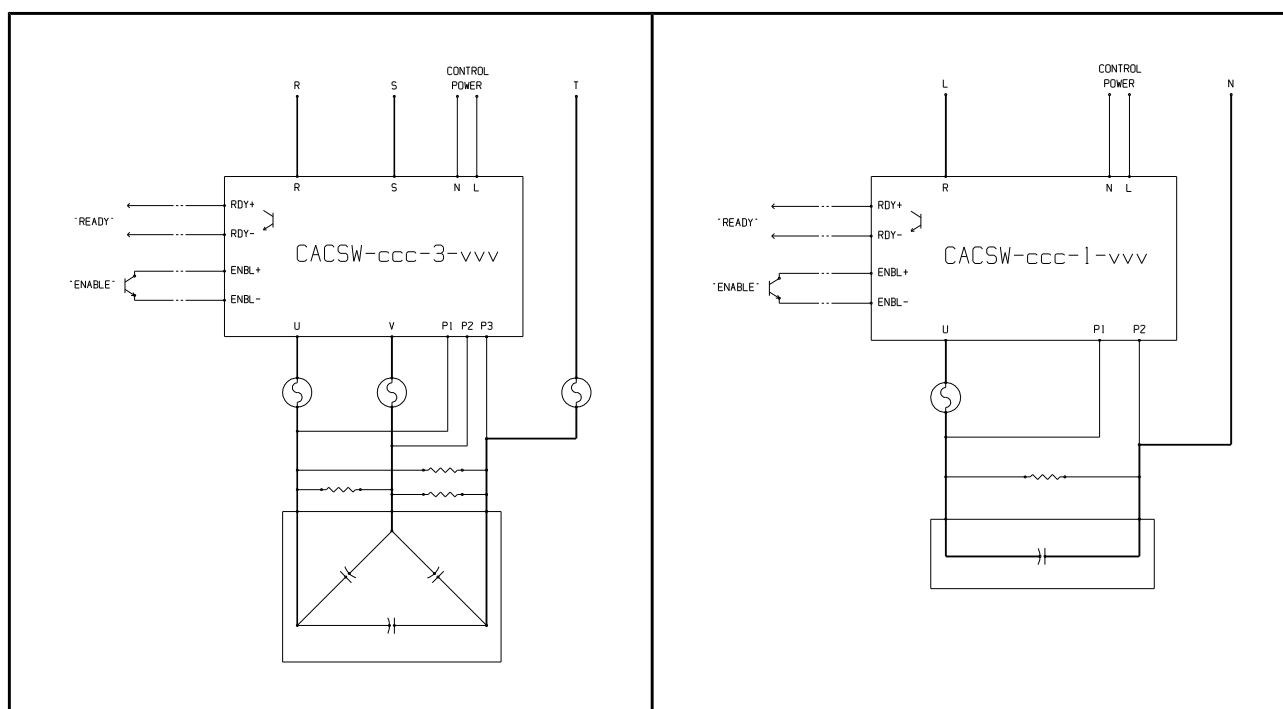 CONTROL
POWER
R S T
R S N L
RDY+
"READY"
RDY-
CACSW-ccc-3-vvv
ENBL+
"ENABLE"
ENBL-
U V P1 P2 P3
CONTROL
POWER
L N
R N L
RDY+
"READY"
RDY-
CACSW-ccc-1-vvv
ENBL+
"ENABLE"
ENBL-
U P1 P2